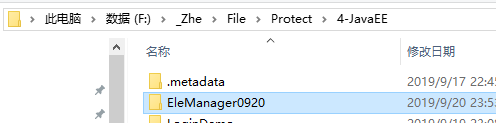 此电脑 > 数据 (F:) > _Zhe > File > Protect > 4-JavaEE
名称 修改日期
.metadata 2019/9/17 22:45
EleManager0920 2019/9/20 23:53